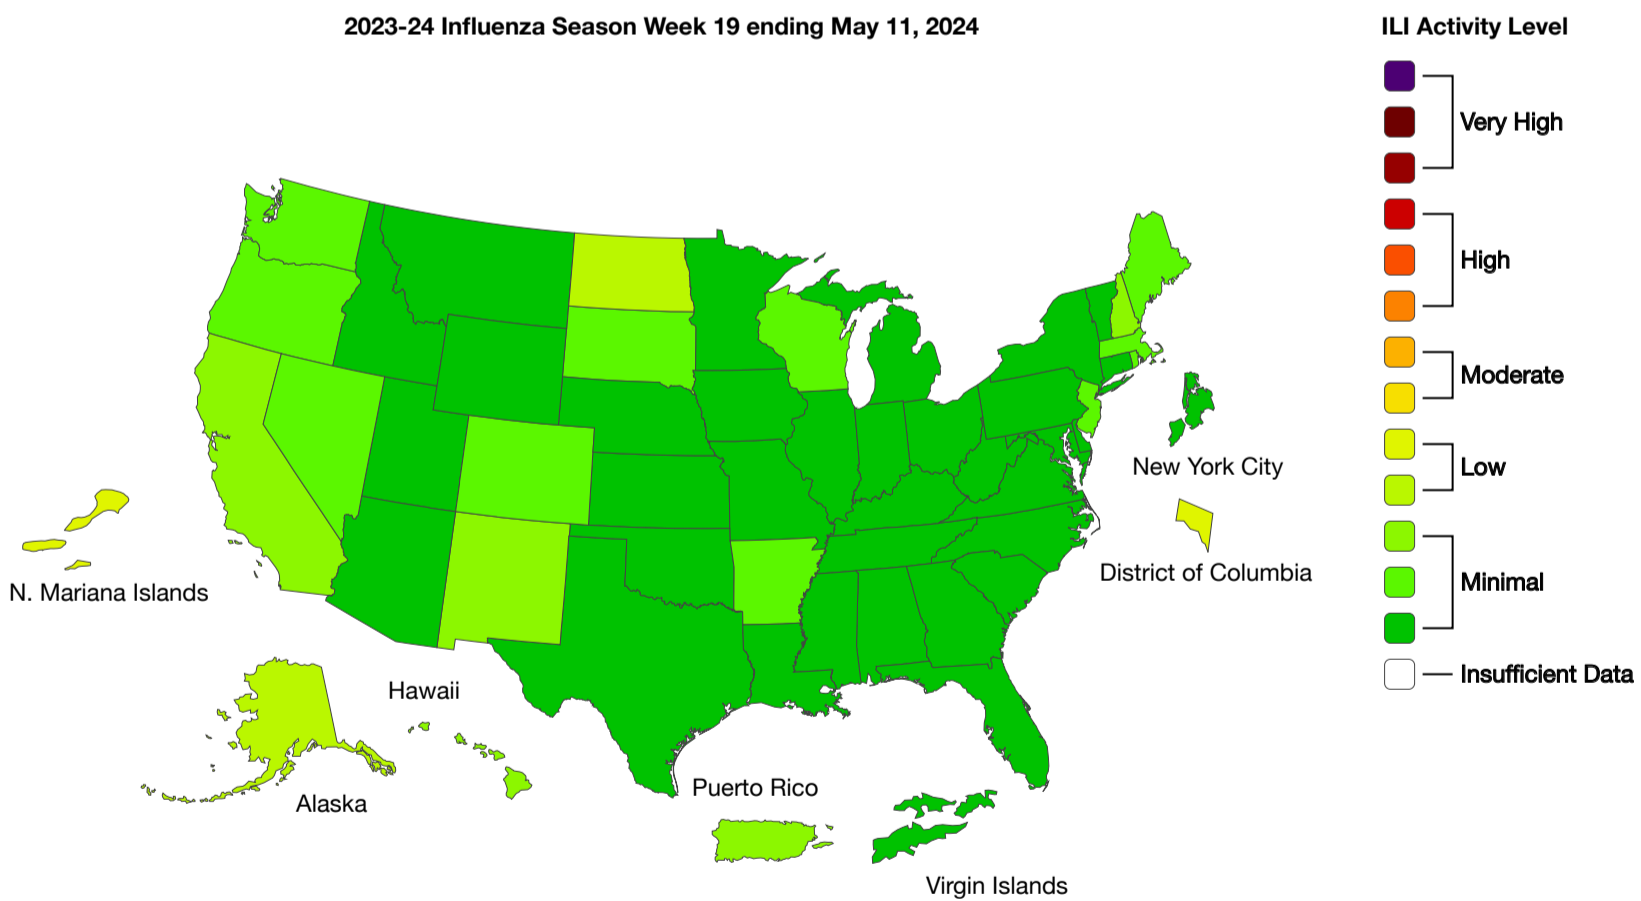 2023-24 Influenza Season Week 19 ending May 11, 2024
ILI Activity Level
Very High
High
Moderate
Low
Minimal
Insufficient Data
New York City
District of Columbia
N. Mariana Islands
Hawaii
Alaska
Puerto Rico
Virgin Islands